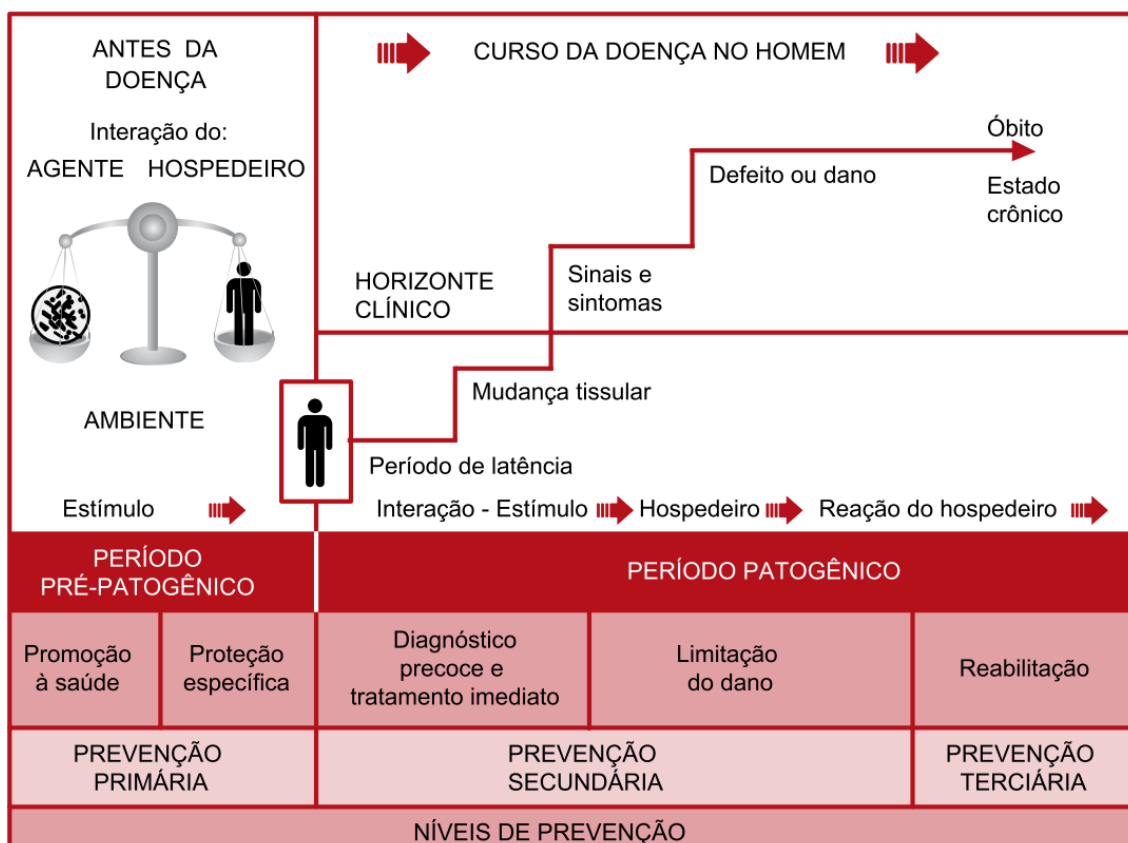 ANTES DA
DOENÇA
Interação do:
AGENTE HOSPEDEIRO
AMBIENTE
Estímulo
CURSO DA DOENÇA NO HOMEM
Óbito
Defeito ou dano
Estado
crônico
HORIZONTE
CLÍNICO
Sinais e
sintomas
Mudança tissular
Período de latência
Interação - Estímulo
Hospedeiro
Reação do hospedeiro
PERÍODO
PRÉ-PATOGÊNICO
PERÍODO PATOGÊNICO
Promoção
à saúde
Proteção
específica
Diagnóstico
precoce e
tratamento imediato
Limitação
do dano
Reabilitação
PREVENÇÃO
PRIMÁRIA
PREVENÇÃO
SECUNDÁRIA
PREVENÇÃO
TERCIÁRIA
NÍVEIS DE PREVENÇÃO